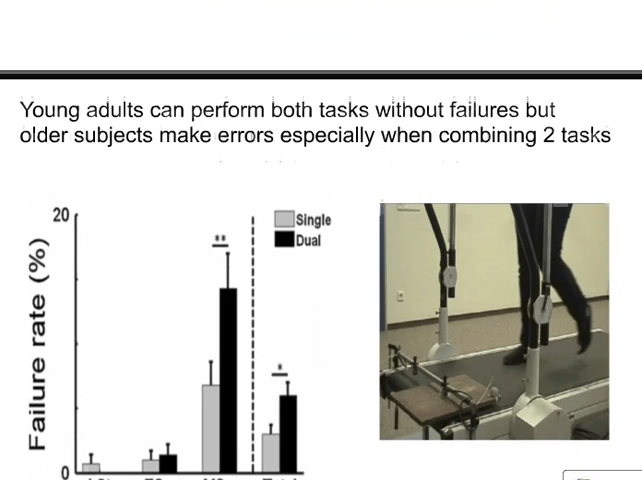 Young adults can perform both tasks without failures but
older subjects make errors especially when combining 2 tasks
20
Single
Dual
**
*
Failure rate (%)
0